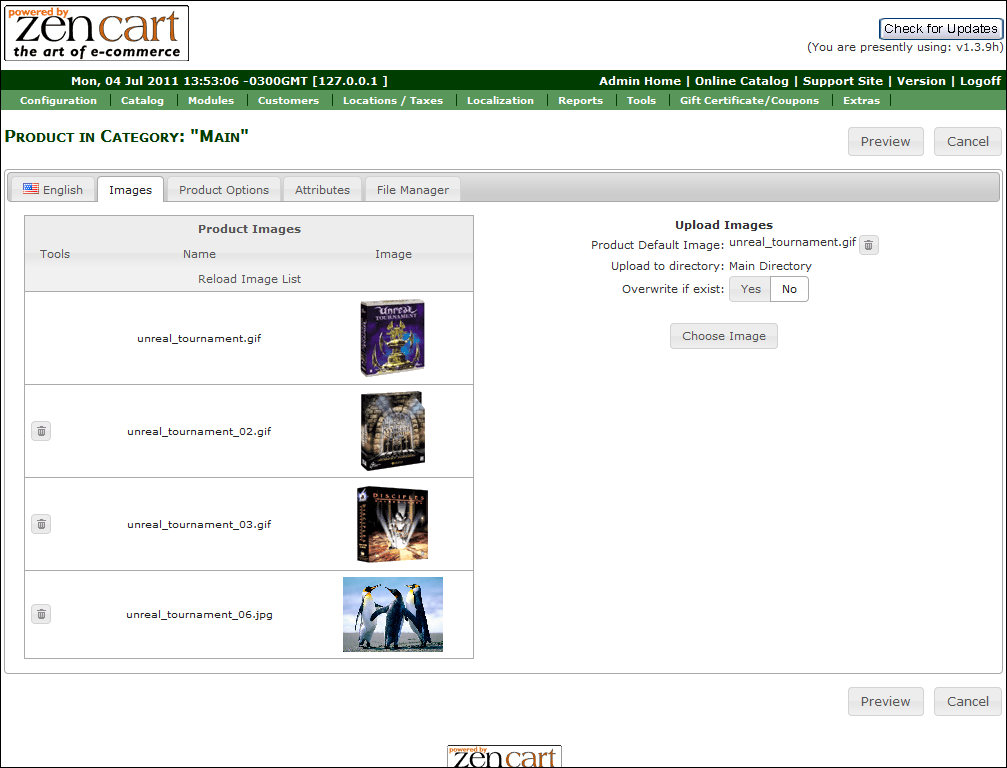 powered by
zen cart
the art of e-commerce
Check for Updates
(You are presently using: v1.3.9h)
Mon, 04 Jul 2011 13:53:06 -0300GMT [127.0.0.1 ]
Admin Home | Online Catalog | Support Site | Version | Logoff
Configuration | Catalog | Modules | Customers | Locations / Taxes | Localization | Reports | Tools | Gift Certificate/Coupons | Extras |
Product in Category: "Main"
Preview Cancel
English Images Product Options Attributes File Manager
Product Images
Tools Name Image
Reload Image List
unreal_tournament.gif
Unreal
TOURNAMENT
unreal_tournament_02.gif
unreal_tournament_03.gif
DISCIPLES
unreal_tournament_06.jpg
Upload Images
Product Default Image: unreal_tournament.gif
Upload to directory: Main Directory
Overwrite if exist: Yes No
Choose Image
Preview Cancel
powered by
zen cart